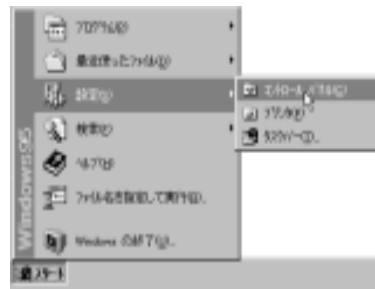 プログラム(P)
最近使ったファイル(D)
設定(S)
検索(F)
ヘルプ(H)
ファイル名を指定して実行(R)...
Windows の終了(U)...
コントロール パネル(C)
プリンタ(P)
タスクバー(T)...
Windows95
スタート